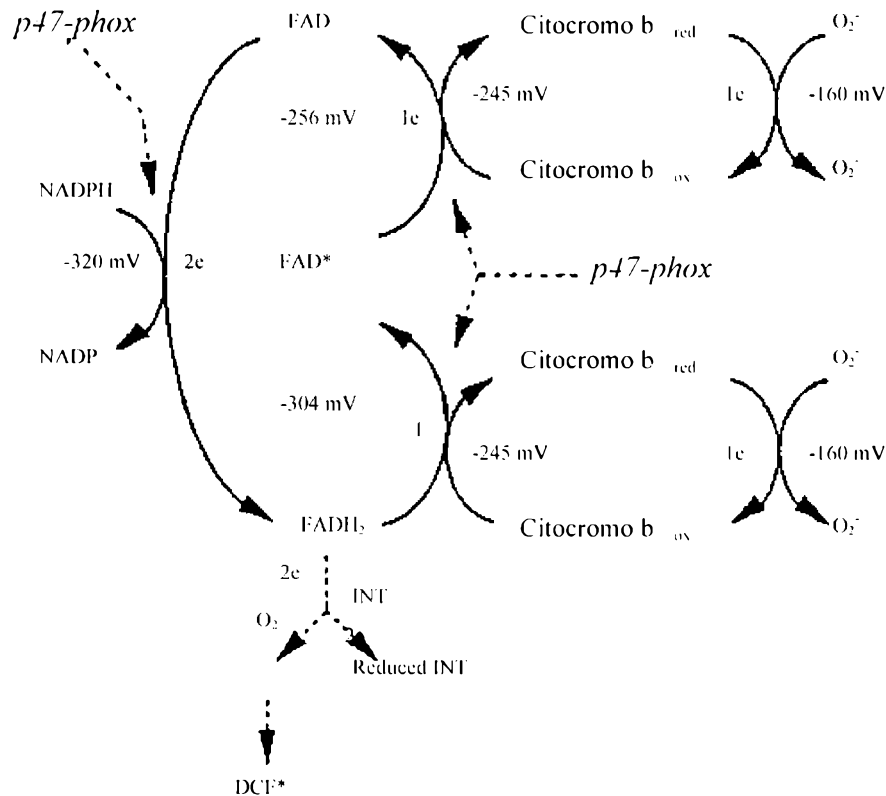 p47-phox
FAD
Citocromo b red
O₂⁻
-256 mV
1e
-245 mV
1e
-160 mV
NADPH
Citocromo b ox
O₂⁻
-320 mV
2e
FAD*
p47-phox
NADP
Citocromo b red
O₂⁻
-304 mV
1
-245 mV
1e
-160 mV
FADH₂
Citocromo b ox
O₂⁻
2e
INT
O₂
Reduced INT
DCF*